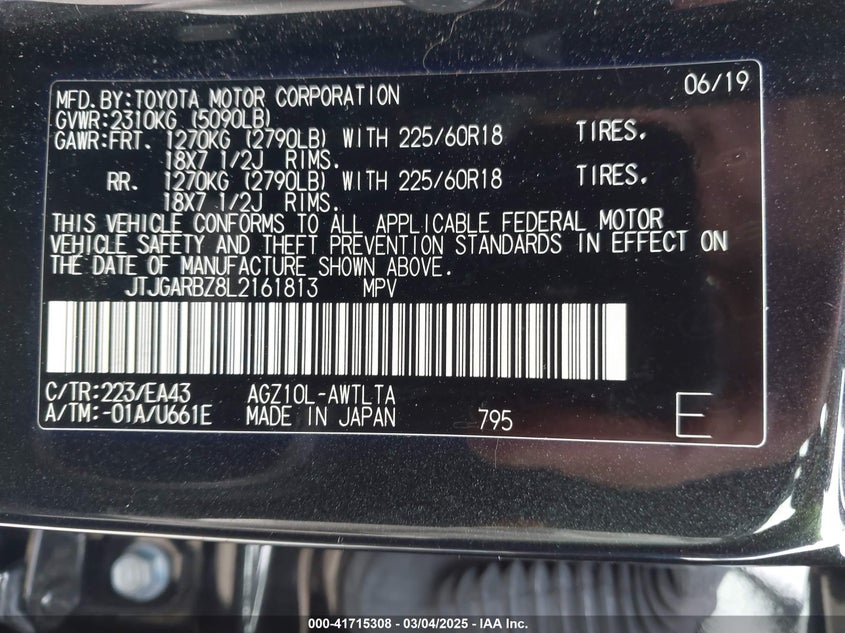 06/19
MFD.BY:TOYOTA MOTOR CORPORATION
GVWR:2310KG (5090LB)
GAWR:FRT. 1270KG (2790LB) WITH 225/60R18 TIRES.
18X7 1/2J RIMS.
RR. 1270KG (2790LB) WITH 225/60R18 TIRES.
18X7 1/2J RIMS.
THIS VEHICLE CONFORMS TO ALL APPLICABLE FEDERAL MOTOR
VEHICLE SAFETY AND THEFT PREVENTION STANDARDS IN EFFECT ON
THE DATE OF MANUFACTURE SHOWN ABOVE.
JTJGARBZ8L2161813 MPV
C/TR:223/EA43 AGZ10L-AWTLTA
A/TM:-01A/U661E MADE IN JAPAN 795 E
000-41715308 - 03/04/2025 - IAA Inc.